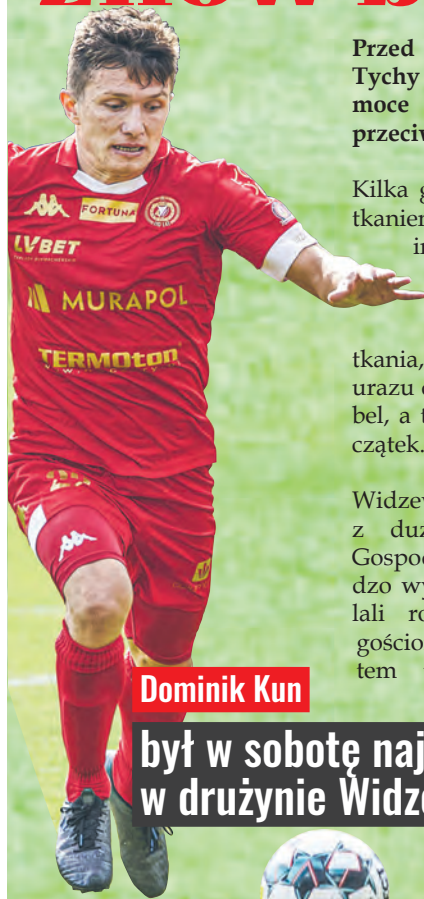 Przed
Tychy
moce
przeciw
Kilka g
tkaniem
in
tkania,
urazu
bel, a t
czątek.
Widzew
z duż
Gospod
dzo wy
lali ro
gościo
tem
FORTUNA
LVBET
MURAPOL
TERMOton
Dominik Kun
był w sobotę naj
w drużynie Widze